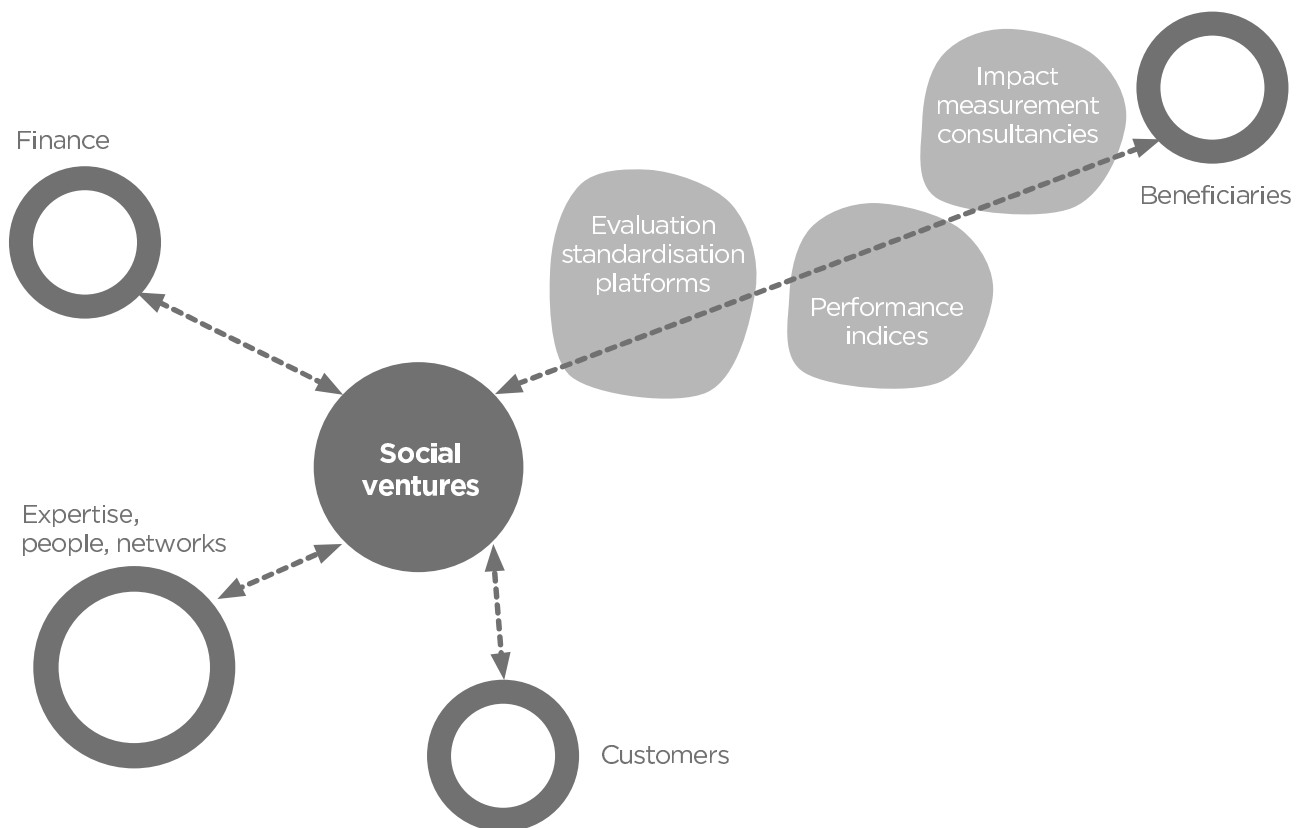 Impact
measurement
consultancies
Finance
Beneficiaries
Evaluation
standardisation
platforms
Performance
indices
Social
ventures
Expertise,
people, networks
Customers